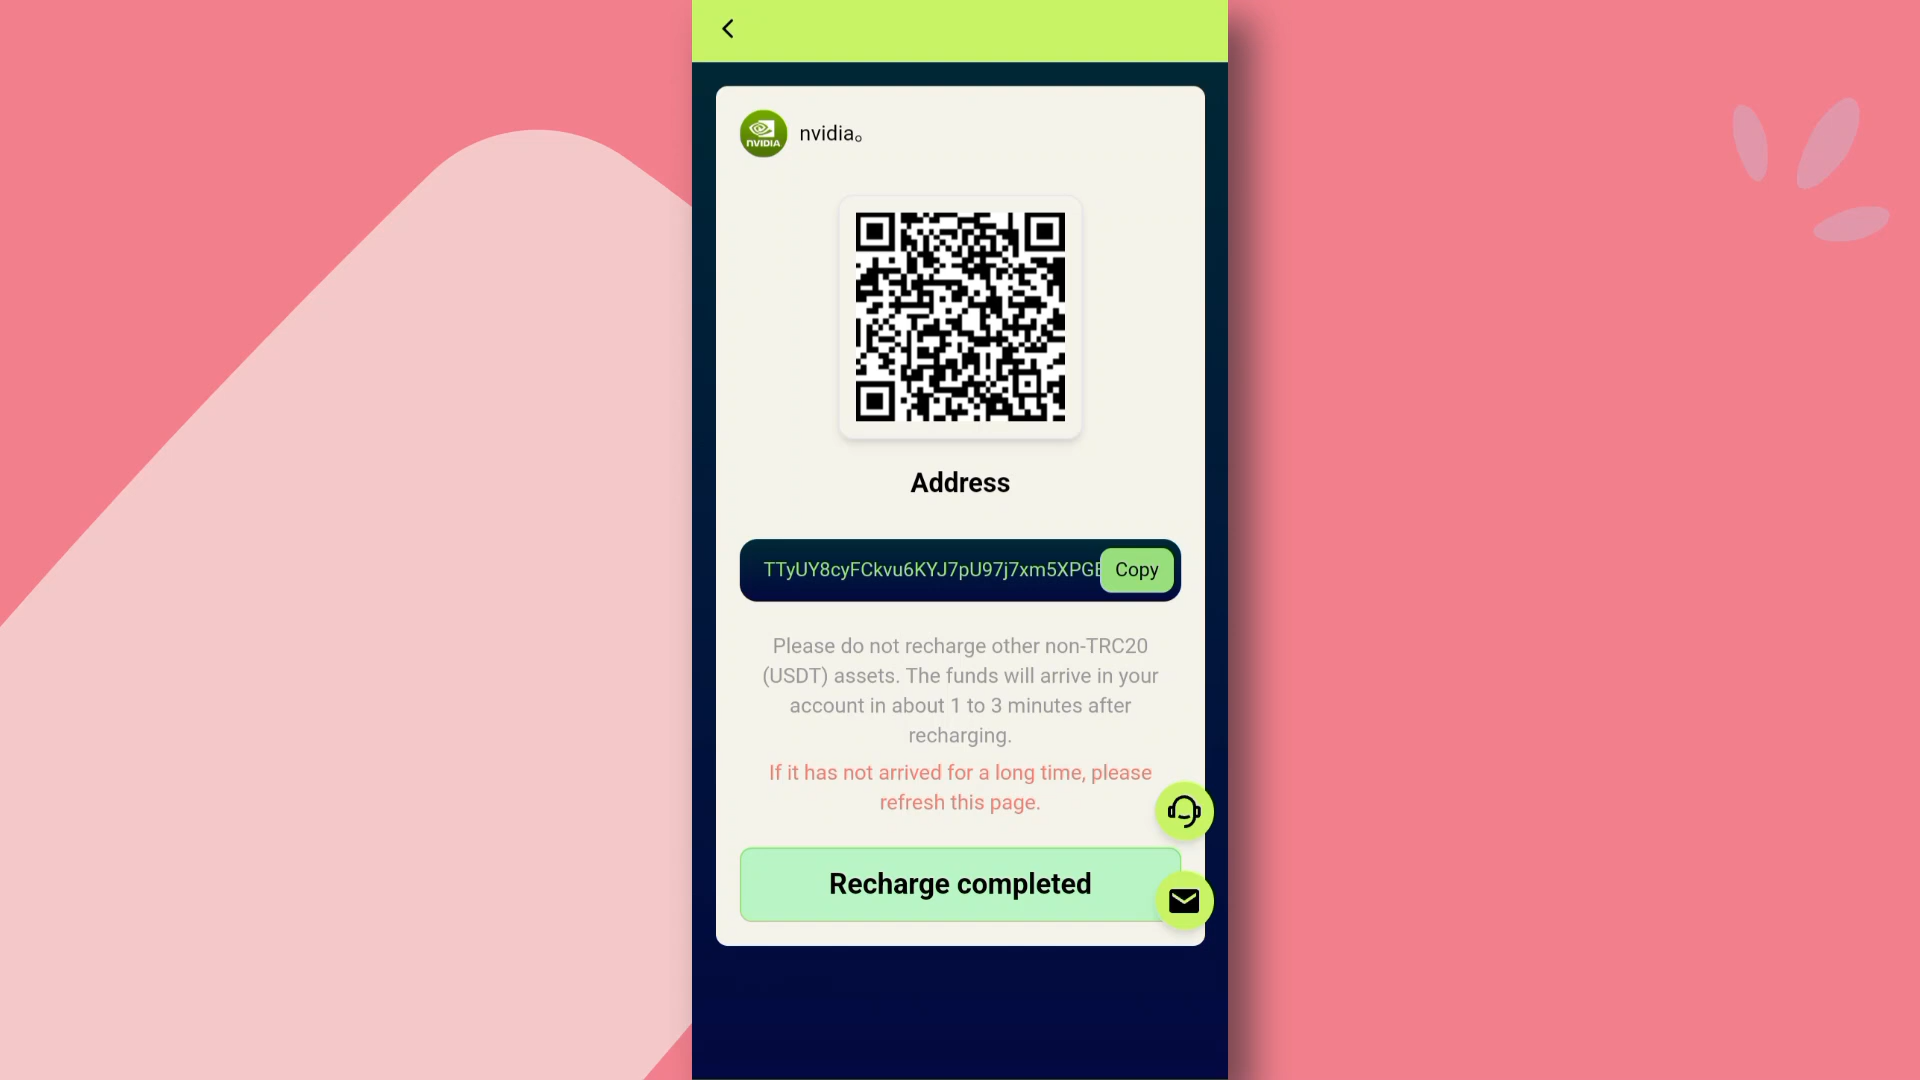 NVIDIA
nvidia。
Address
TTyUY8cyFCkvu6KYJ7pU97j7xm5XPGE
Copy
Please do not recharge other non-TRC20
(USDT) assets. The funds will arrive in your
account in about 1 to 3 minutes after
recharging.
If it has not arrived for a long time, please
refresh this page.
Recharge completed